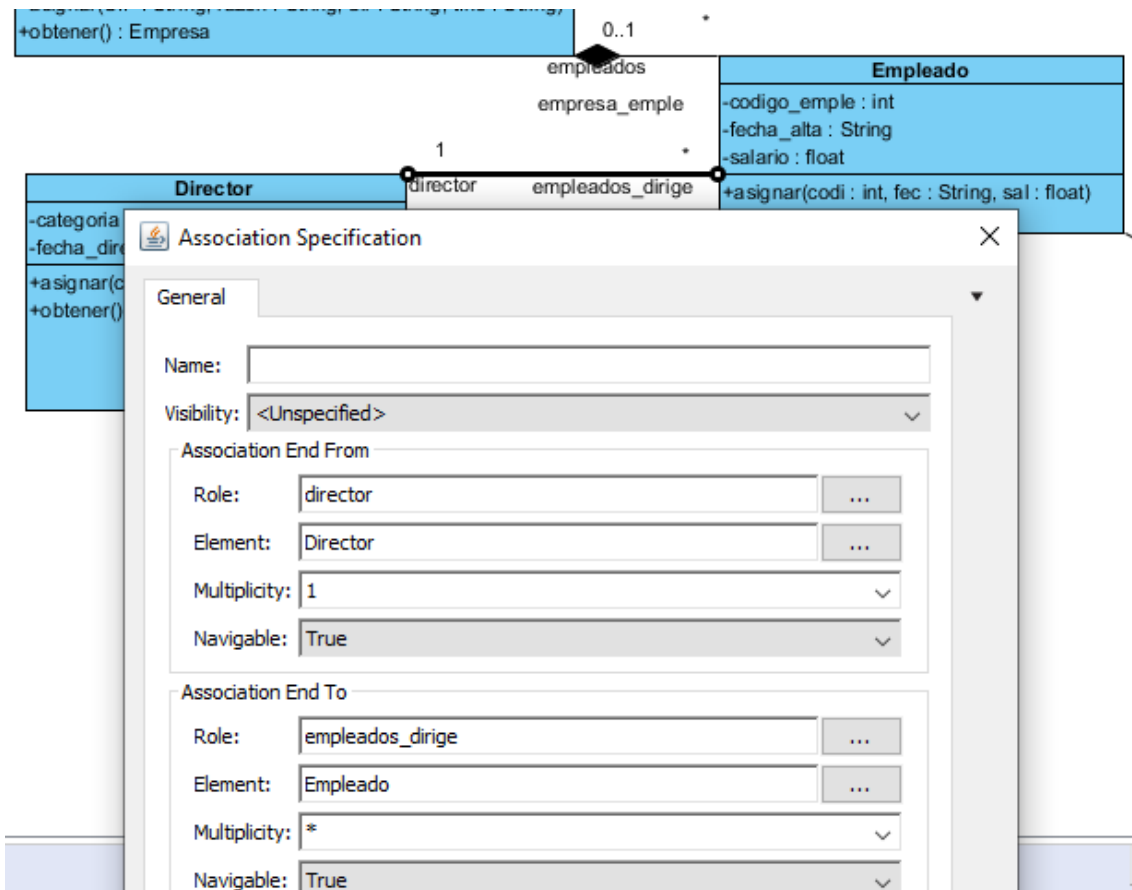 +obtener() : Empresa
0..1
*
empleados
empresa_emple
Empleado
-codigo_emple : int
-fecha_alta : String
-salario : float
+asignar(codi : int, fec : String, sal : float)
1
*
director
empleados_dirige
Director
-categoria
-fecha_dire
+asignar(c
+obtener()
Association Specification
General
Name:
Visibility: <Unspecified>
Association End From
Role: director ...
Element: Director ...
Multiplicity: 1
Navigable: True
Association End To
Role: empleados_dirige ...
Element: Empleado ...
Multiplicity: *
Navigable: True